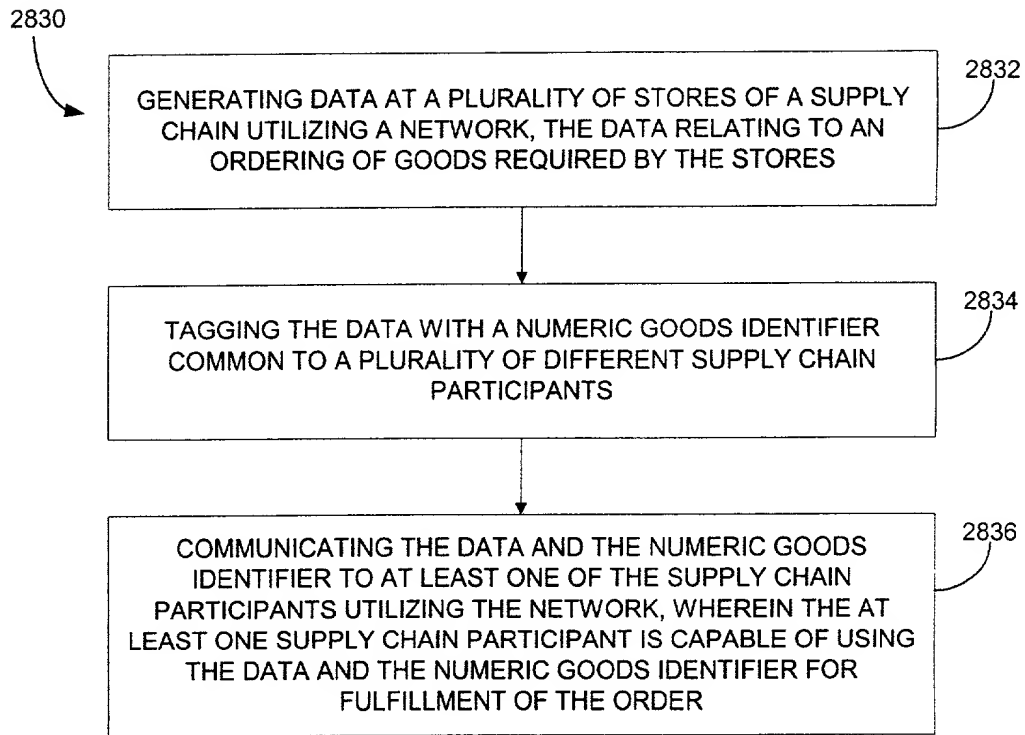 2830
2832
GENERATING DATA AT A PLURALITY OF STORES OF A SUPPLY
CHAIN UTILIZING A NETWORK, THE DATA RELATING TO AN
ORDERING OF GOODS REQUIRED BY THE STORES
2834
TAGGING THE DATA WITH A NUMERIC GOODS IDENTIFIER
COMMON TO A PLURALITY OF DIFFERENT SUPPLY CHAIN
PARTICIPANTS
2836
COMMUNICATING THE DATA AND THE NUMERIC GOODS
IDENTIFIER TO AT LEAST ONE OF THE SUPPLY CHAIN
PARTICIPANTS UTILIZING THE NETWORK, WHEREIN THE AT
LEAST ONE SUPPLY CHAIN PARTICIPANT IS CAPABLE OF USING
THE DATA AND THE NUMERIC GOODS IDENTIFIER FOR
FULFILLMENT OF THE ORDER